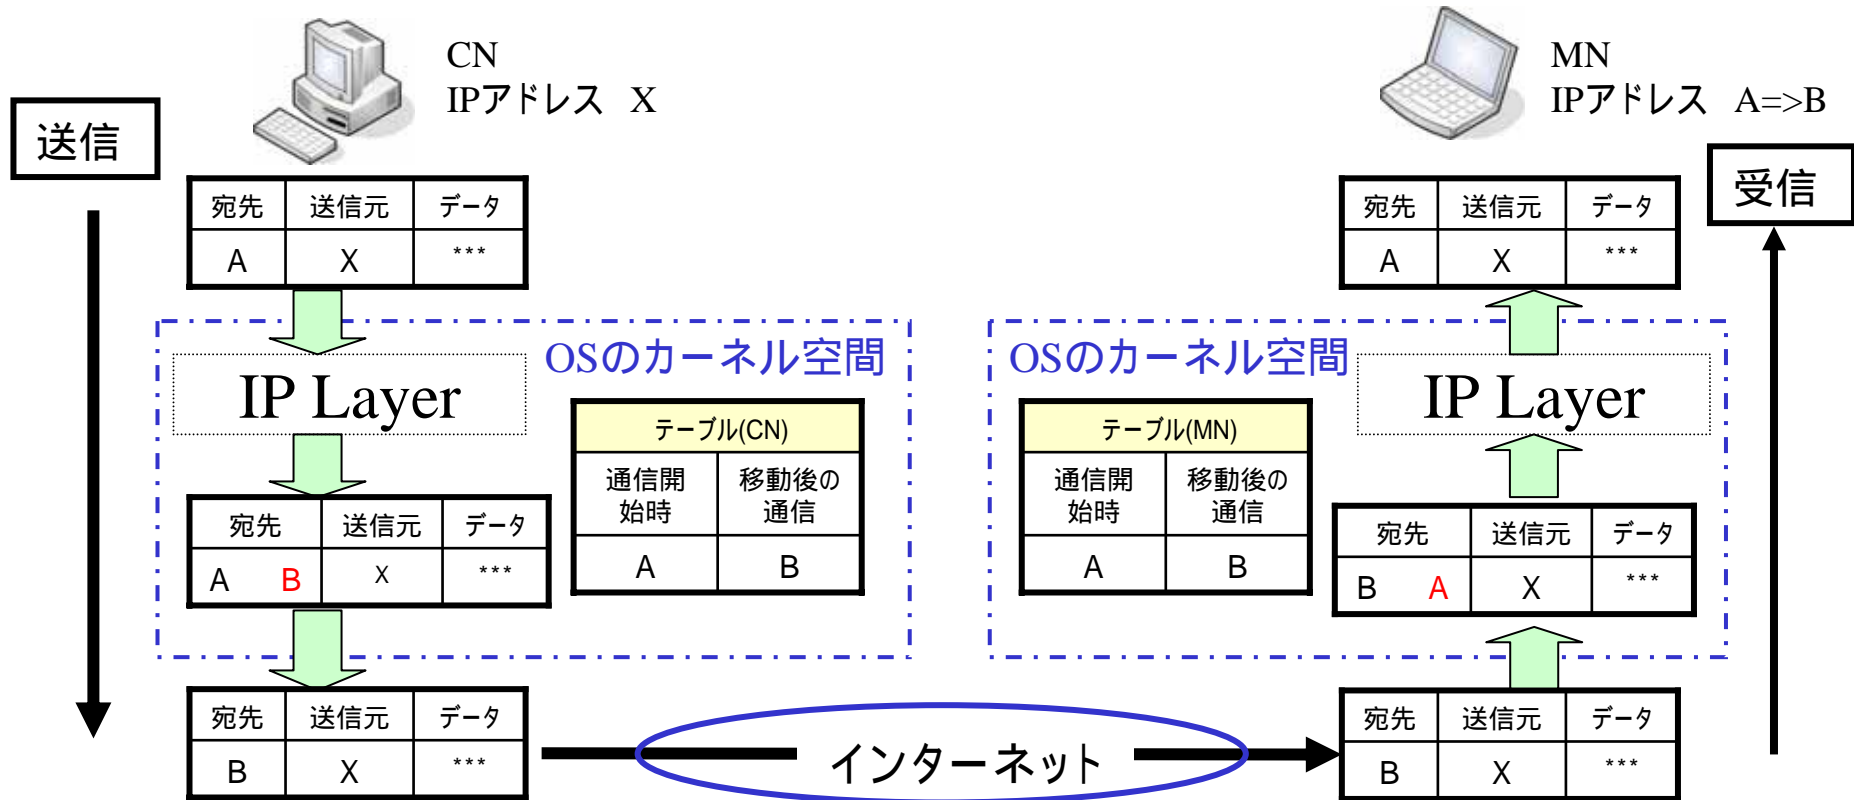 CN
IPアドレス X
MN
IPアドレス A=>B
送信
受信
宛先 送信元 データ
A X ***
宛先 送信元 データ
A X ***
OSのカーネル空間
IP Layer
テーブル(CN)
通信開始時 移動後の通信
A B
宛先 送信元 データ
A B X ***
OSのカーネル空間
IP Layer
テーブル(MN)
通信開始時 移動後の通信
A B
宛先 送信元 データ
B A X ***
宛先 送信元 データ
B X ***
インターネット
宛先 送信元 データ
B X ***